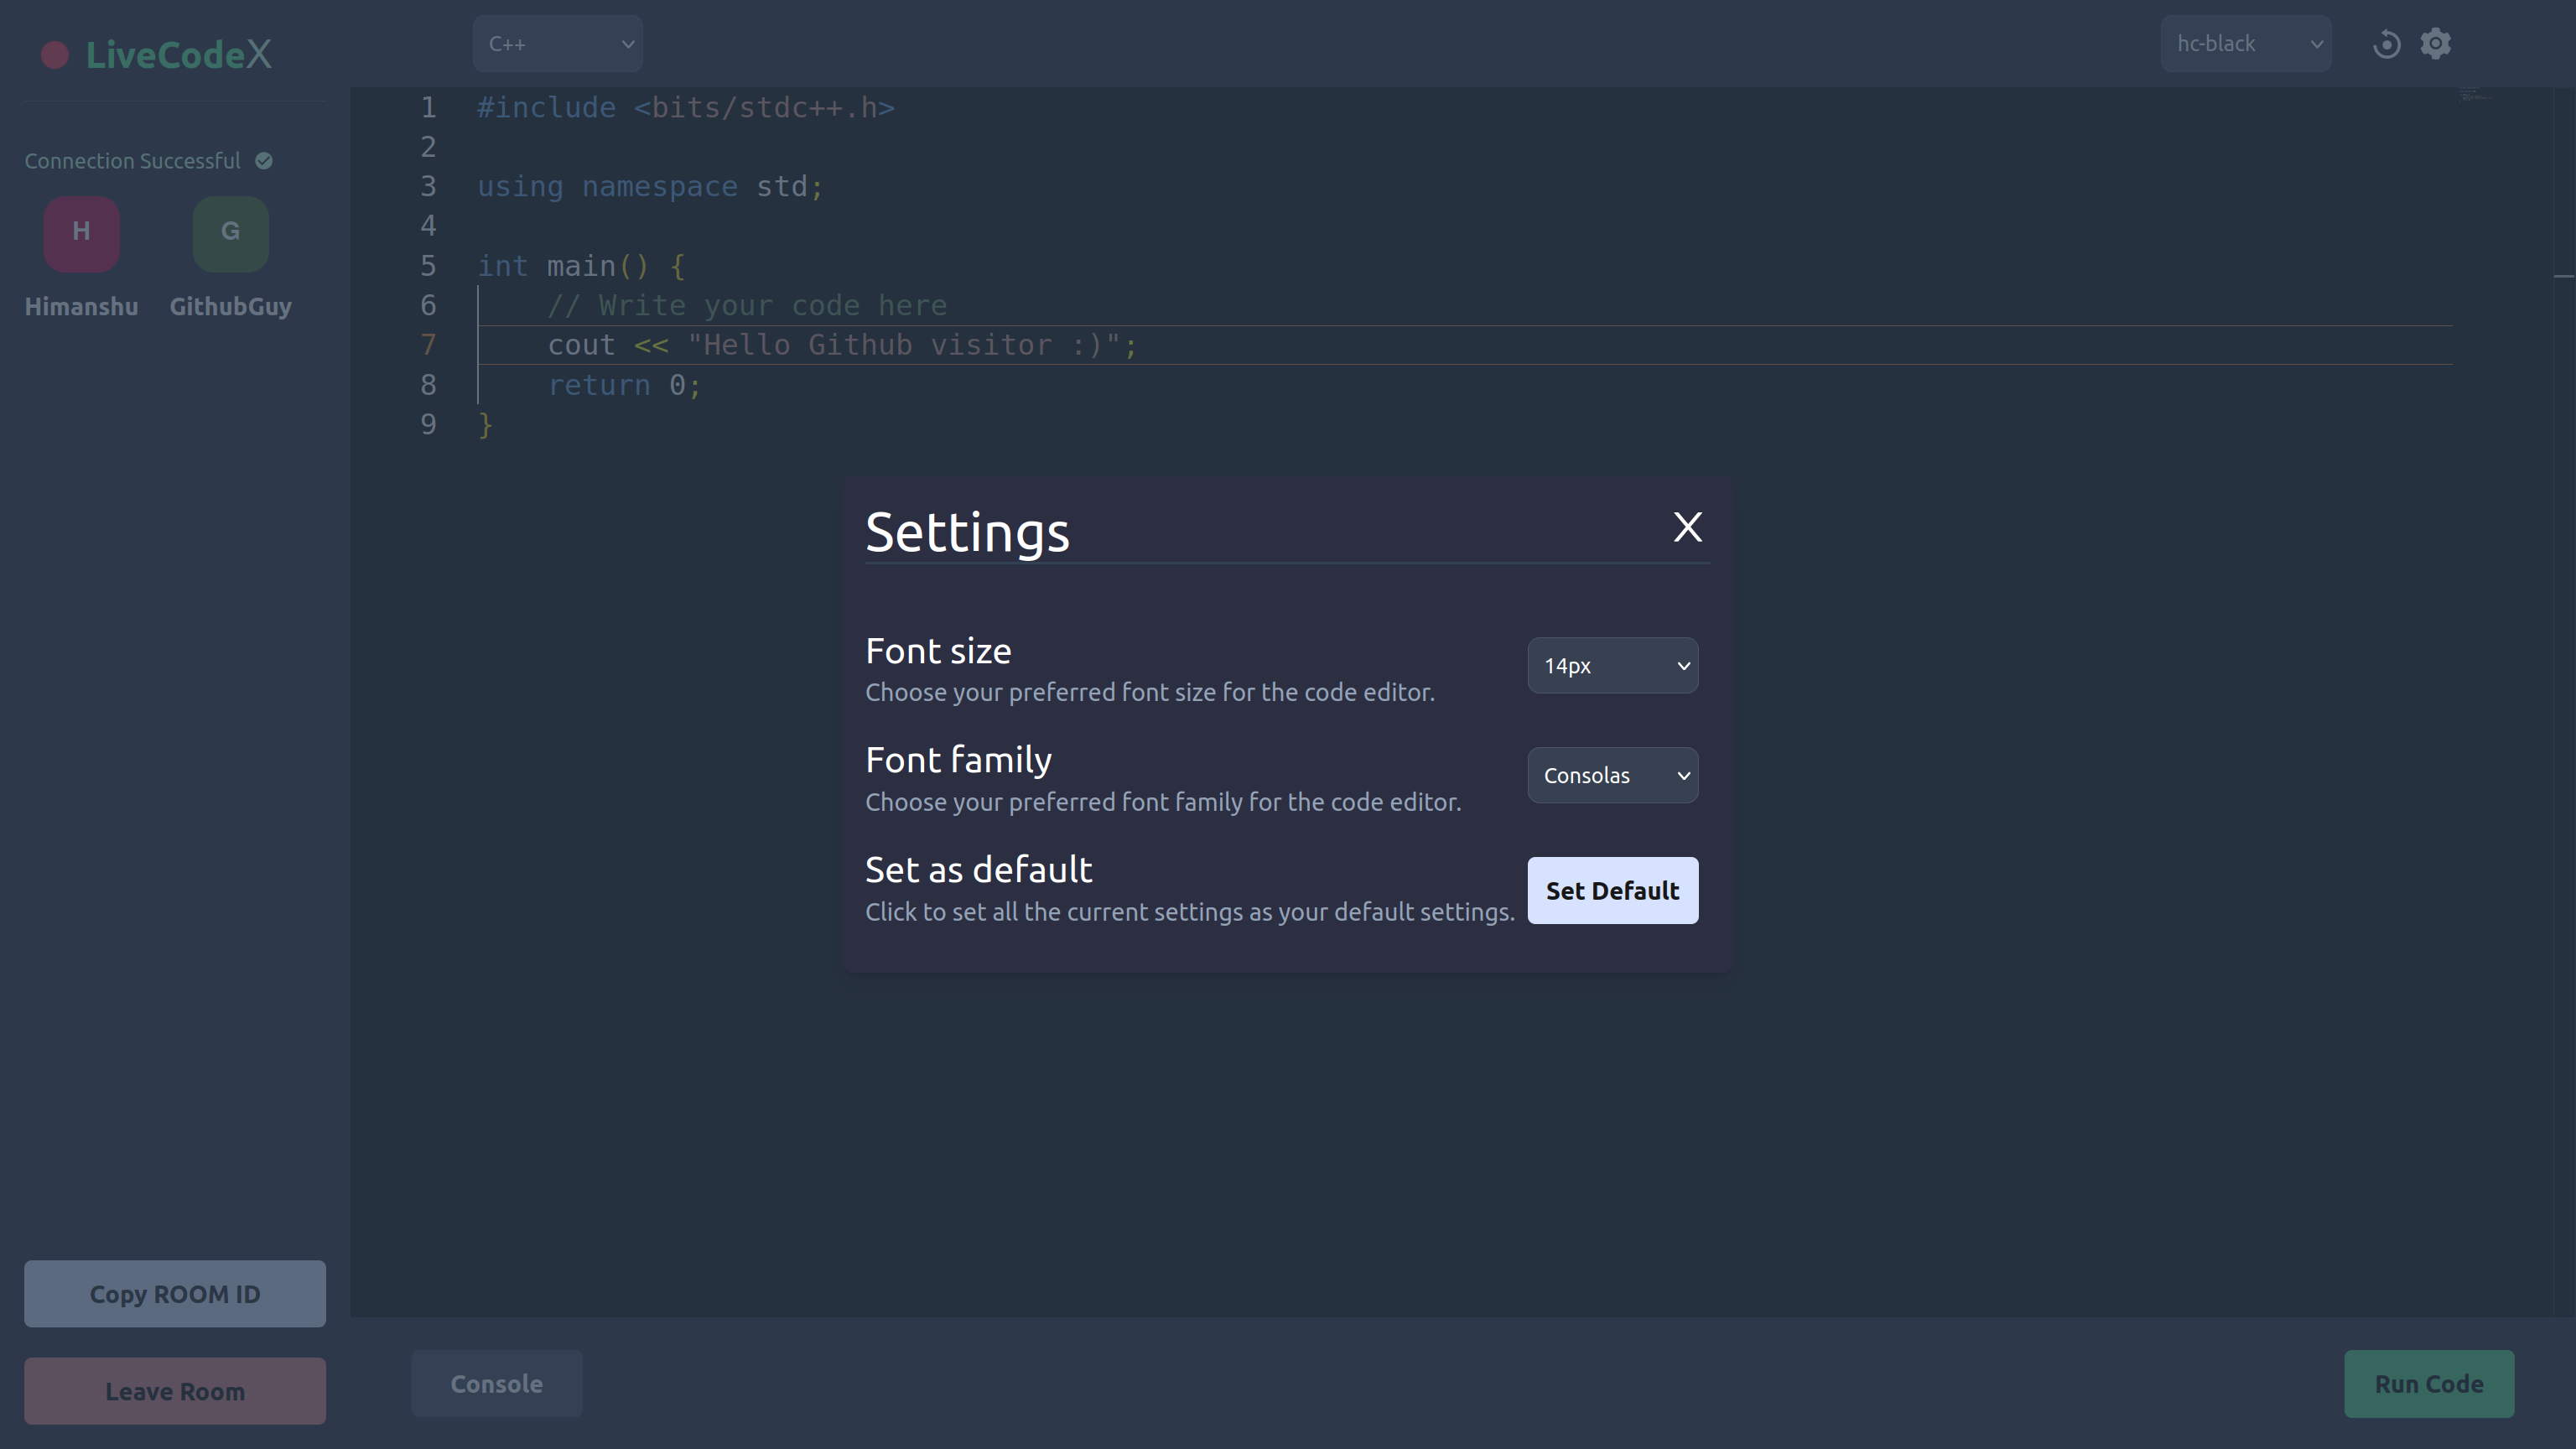 LiveCodeX
C++
hc-black
Connection Successful
H
G
Himanshu
GithubGuy
1 #include <bits/stdc++.h>
2
3 using namespace std;
4
5 int main() {
6 // Write your code here
7 cout << "Hello Github visitor :)";
8 return 0;
9 }
Settings
X
Font size
14px
Choose your preferred font size for the code editor.
Font family
Consolas
Choose your preferred font family for the code editor.
Set as default
Set Default
Click to set all the current settings as your default settings.
Copy ROOM ID
Leave Room
Console
Run Code